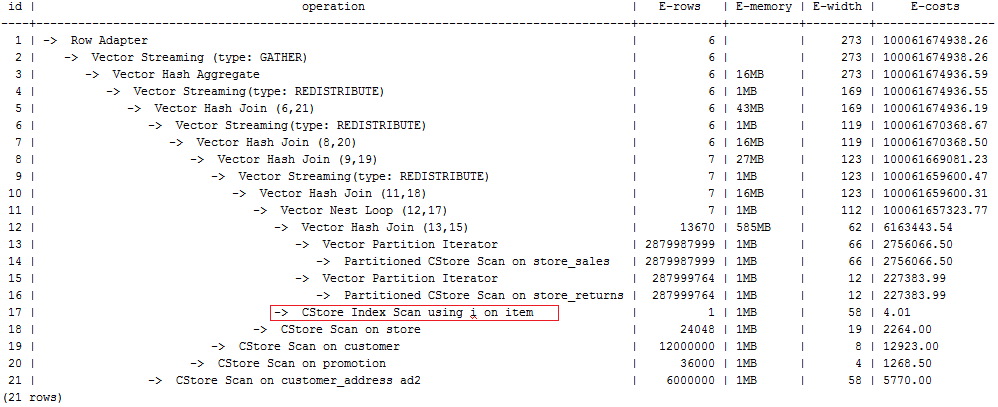 id | operation | E-rows | E-memory | E-width | E-costs
----+----------------------------------------------------------------------------------+------------+----------+---------+-----------------
1 | -> Row Adapter | 6 | | 273 | 100061674938.26
2 | -> Vector Streaming (type: GATHER) | 6 | | 273 | 100061674938.26
3 | -> Vector Hash Aggregate | 6 | 16MB | 273 | 100061674936.59
4 | -> Vector Streaming(type: REDISTRIBUTE) | 6 | 1MB | 169 | 100061674936.55
5 | -> Vector Hash Join (6,21) | 6 | 43MB | 169 | 100061674936.19
6 | -> Vector Streaming(type: REDISTRIBUTE) | 6 | 1MB | 119 | 100061670368.67
7 | -> Vector Hash Join (8,20) | 6 | 16MB | 119 | 100061670368.50
8 | -> Vector Hash Join (9,19) | 7 | 27MB | 123 | 100061669081.23
9 | -> Vector Streaming(type: REDISTRIBUTE) | 7 | 1MB | 123 | 100061659600.47
10 | -> Vector Hash Join (11,18) | 7 | 16MB | 123 | 100061659600.31
11 | -> Vector Nest Loop (12,17) | 7 | 1MB | 112 | 100061657323.77
12 | -> Vector Hash Join (13,15) | 13670 | 585MB | 62 | 6163443.54
13 | -> Vector Partition Iterator | 2879987999 | 1MB | 66 | 2756066.50
14 | -> Partitioned CStore Scan on store_sales | 2879987999 | 1MB | 66 | 2756066.50
15 | -> Vector Partition Iterator | 287999764 | 1MB | 12 | 227383.99
16 | -> Partitioned CStore Scan on store_returns | 287999764 | 1MB | 12 | 227383.99
17 | -> CStore Index Scan using i on item | 1 | 1MB | 58 | 4.01
18 | -> CStore Scan on store | 24048 | 1MB | 19 | 2264.00
19 | -> CStore Scan on customer | 12000000 | 1MB | 8 | 12923.00
20 | -> CStore Scan on promotion | 36000 | 1MB | 4 | 1268.50
21 | -> CStore Scan on customer_address ad2 | 6000000 | 1MB | 58 | 5770.00
(21 rows)